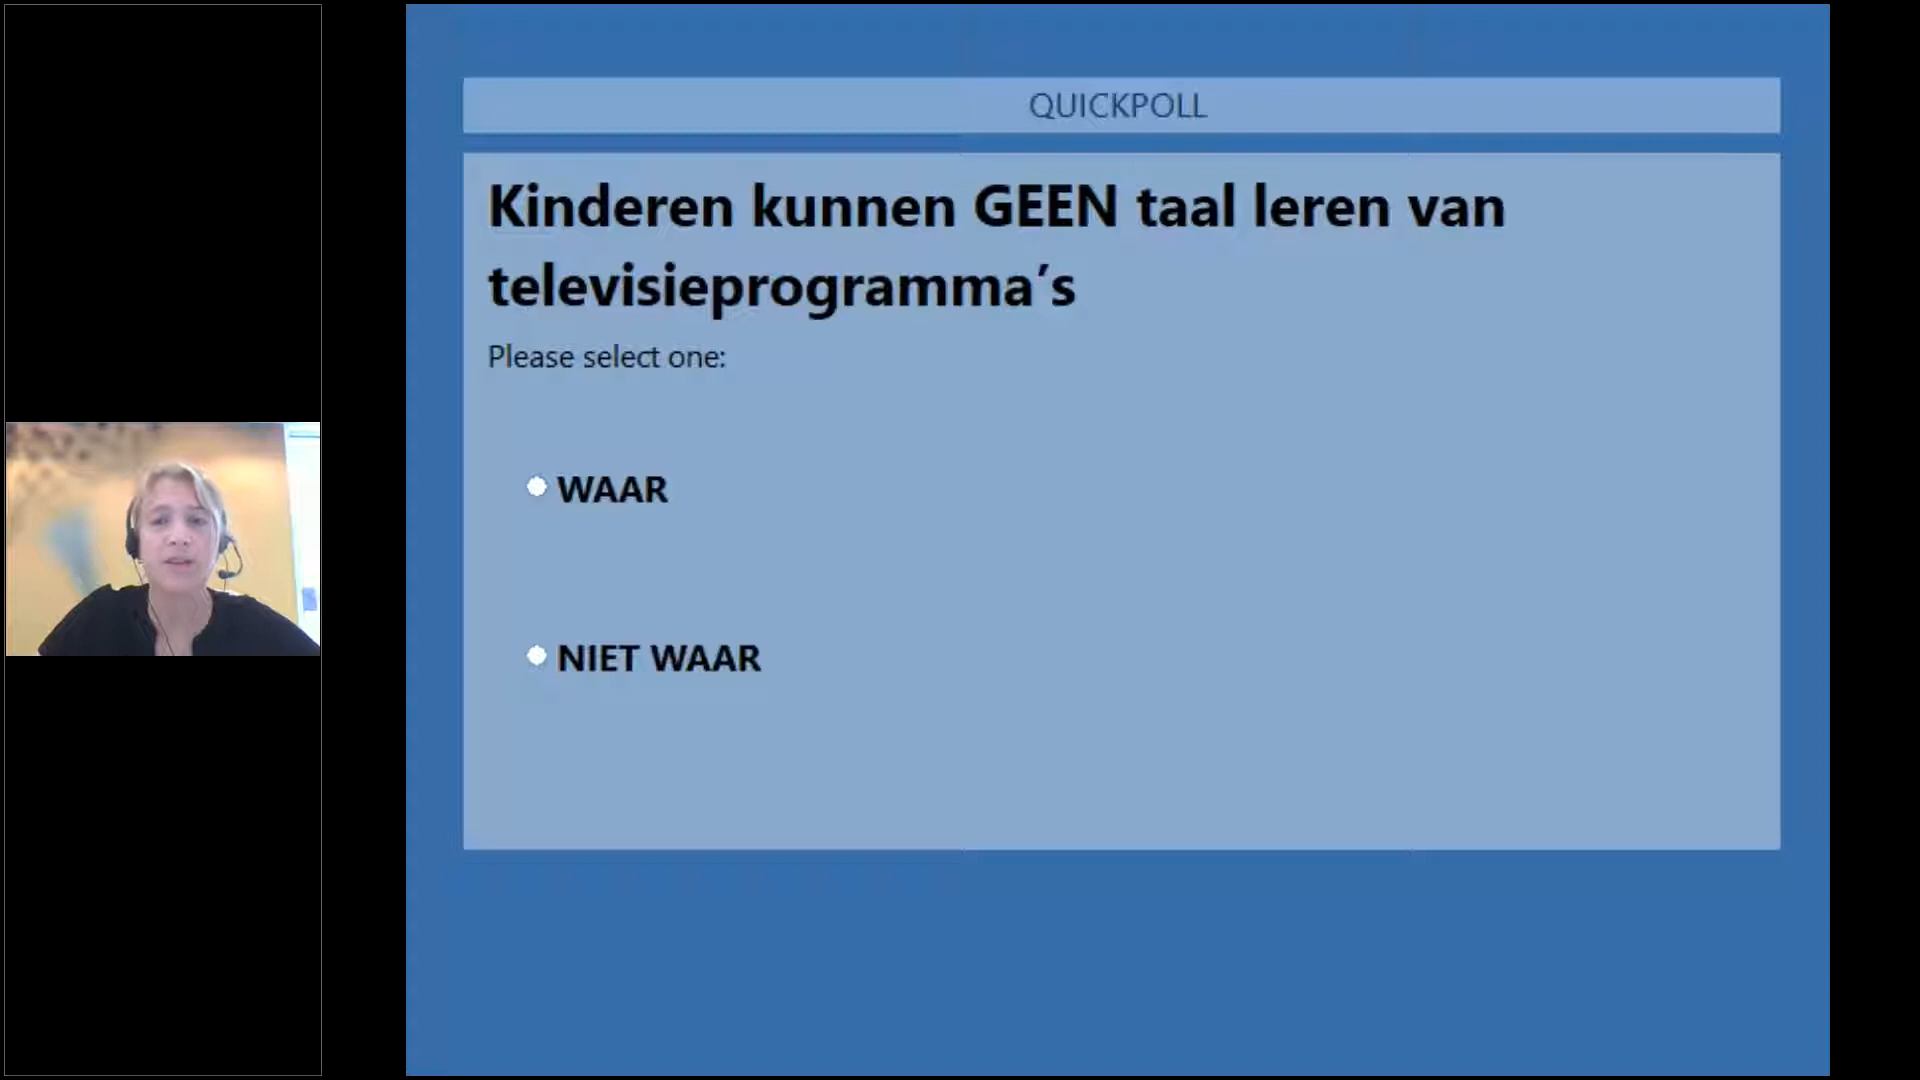 QUICKPOLL
Kinderen kunnen GEEN taal leren van
televisieprogramma’s
Please select one:
WAAR
NIET WAAR